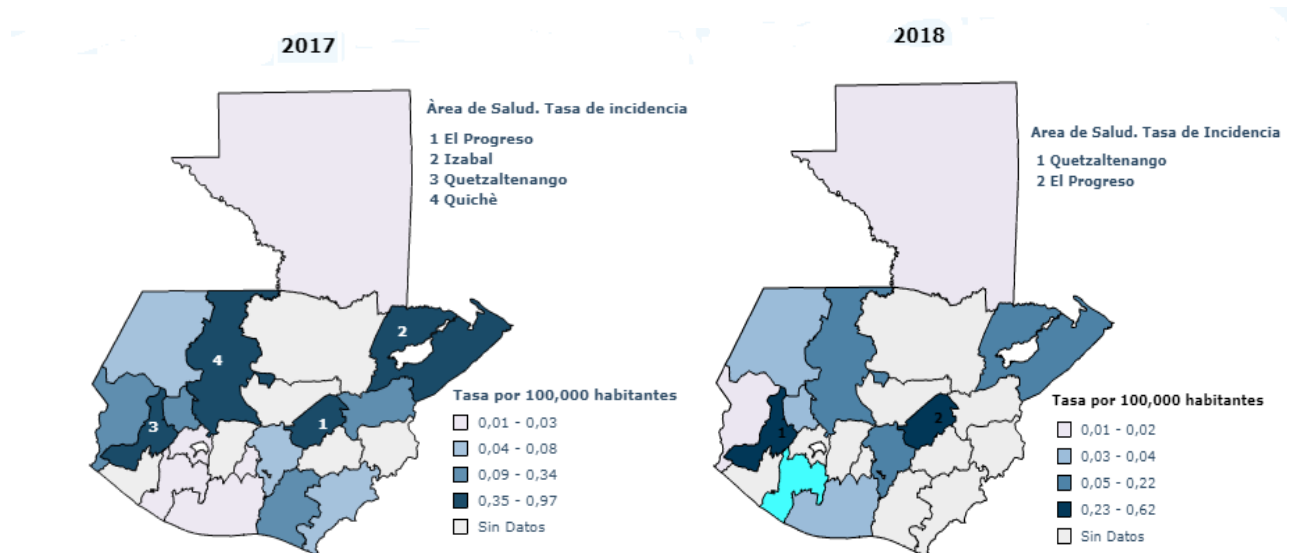 2017
Àrea de Salud. Tasa de incidencia
1 El Progreso
2 Izabal
3 Quetzaltenango
4 Quichè
2
4
3
1
Tasa por 100,000 habitantes
0,01 - 0,03
0,04 - 0,08
0,09 - 0,34
0,35 - 0,97
Sin Datos
2018
Area de Salud. Tasa de Incidencia
1 Quetzaltenango
2 El Progreso
2
1
Tasa por 100,000 habitantes
0,01 - 0,02
0,03 - 0,04
0,05 - 0,22
0,23 - 0,62
Sin Datos